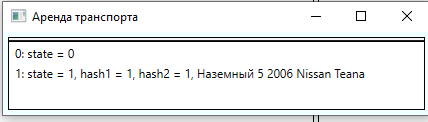 Аренда транспорта
0: state = 0
1: state = 1, hash1 = 1, hash2 = 1, Наземный 5 2006 Nissan Teana